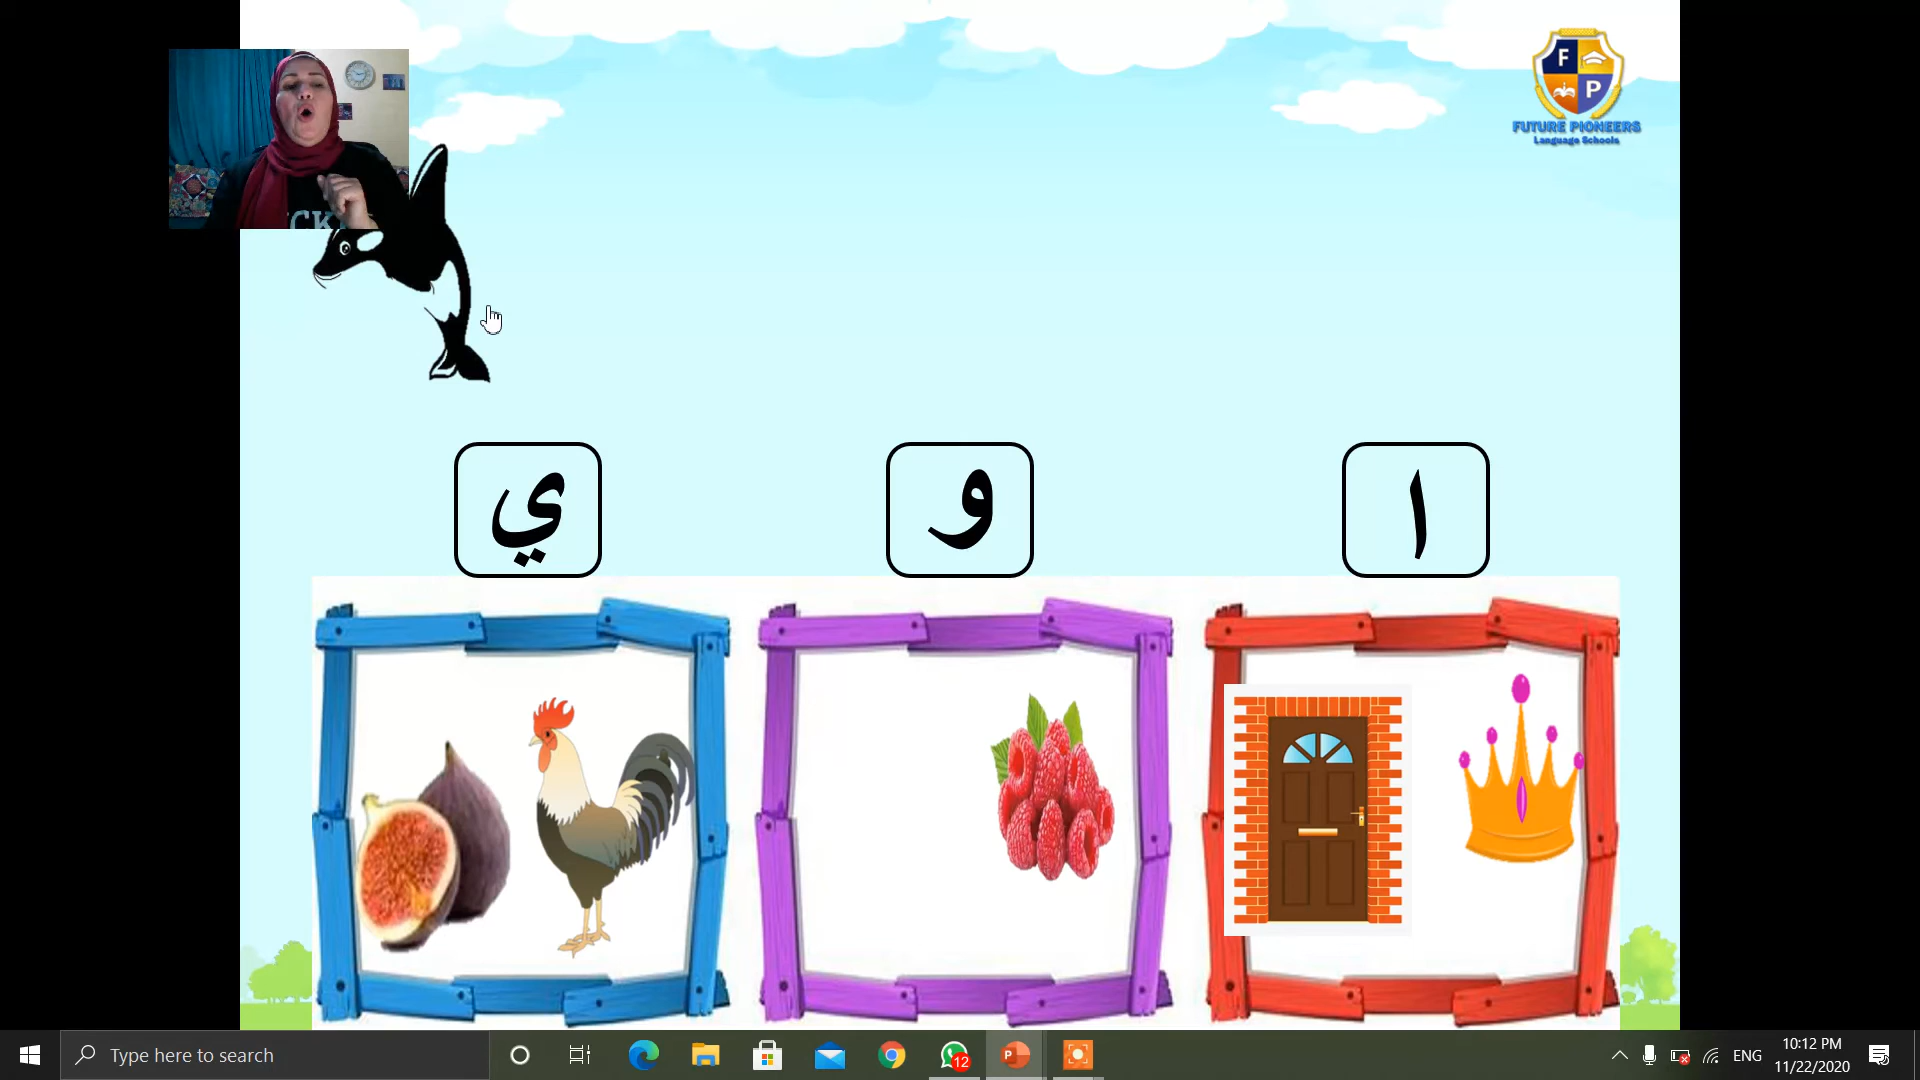 F
P
FUTURE PIONEERS
Language Schools
ا
و
ي
Type here to search
12
P
ENG
10:12 PM
11/22/2020